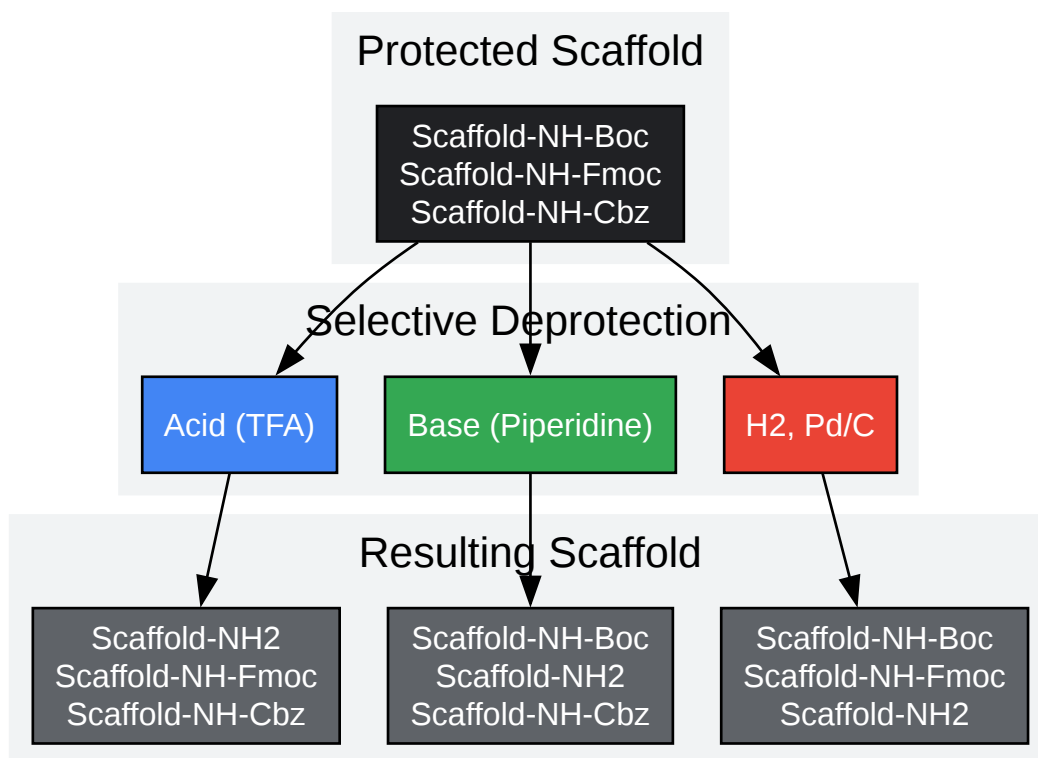 Protected Scaffold
Scaffold-NH-Boc
Scaffold-NH-Fmoc
Scaffold-NH-Cbz
Selective Deprotection
Acid (TFA)
Base (Piperidine)
H2, Pd/C
Resulting Scaffold
Scaffold-NH2
Scaffold-NH-Fmoc
Scaffold-NH-Cbz
Scaffold-NH-Boc
Scaffold-NH2
Scaffold-NH-Cbz
Scaffold-NH-Boc
Scaffold-NH-Fmoc
Scaffold-NH2